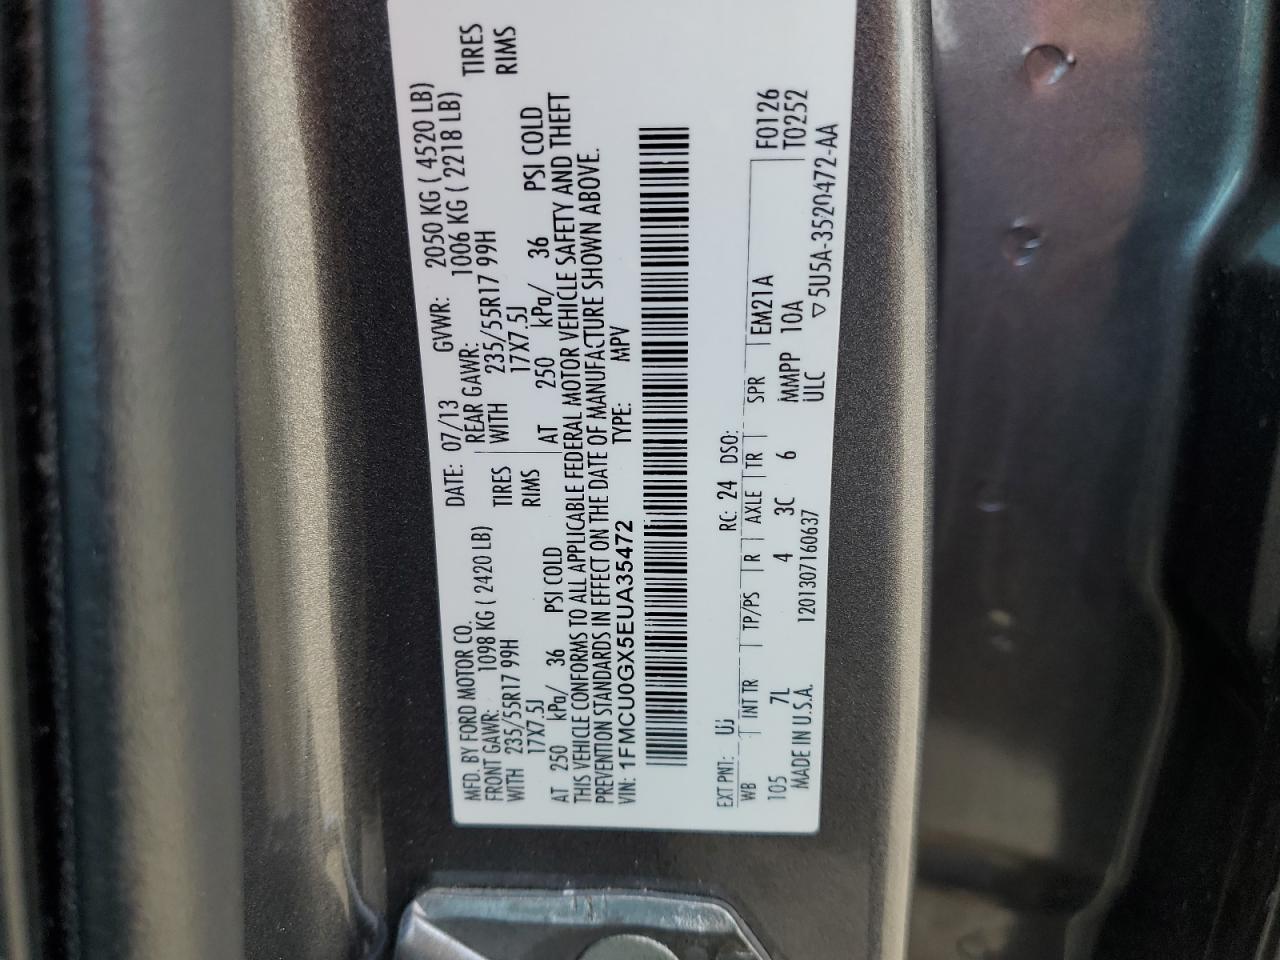 MFD. BY FORD MOTOR CO. DATE: 07/13 GVWR: 2050 KG ( 4520 LB)
FRONT GAWR: 1098 KG ( 2420 LB) REAR GAWR: 1006 KG ( 2218 LB)
WITH 235/55R17 99H TIRES WITH 235/55R17 99H TIRES
17X7.5J RIMS 17X7.5J RIMS
AT 250 kPa/ 36 PSI COLD AT 250 kPa/ 36 PSI COLD
THIS VEHICLE CONFORMS TO ALL APPLICABLE FEDERAL MOTOR VEHICLE SAFETY AND THEFT
PREVENTION STANDARDS IN EFFECT ON THE DATE OF MANUFACTURE SHOWN ABOVE.
VIN: 1FMCU0GX5EUA35472 TYPE: MPV
EXT PNT: UJ RC: 24 DSO: F0126
WB INT TR TP/PS R AXLE TR SPR EM21A T0252
105 7L 4 3C 6 MMPP 10A
MADE IN U.S.A. 1201307160637 ULC ▽5U5A-3520472-AA